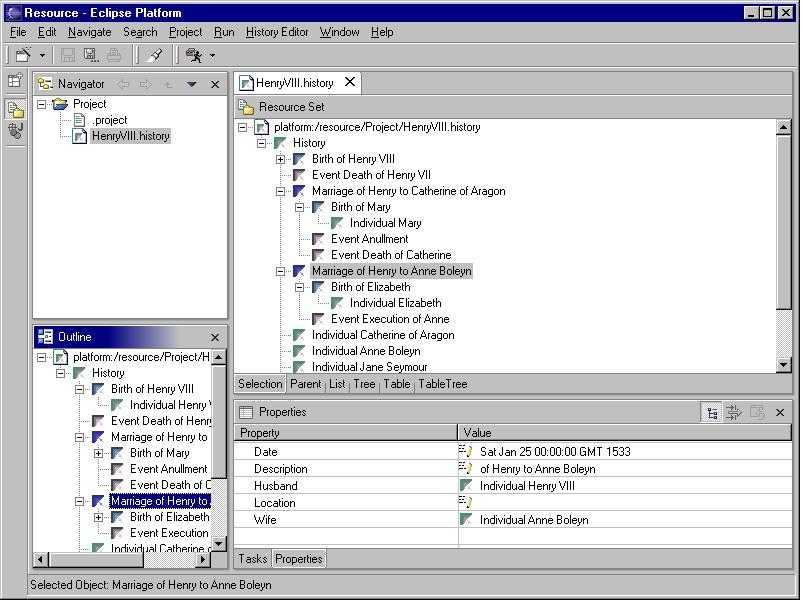 Resource - Eclipse Platform
File Edit Navigate Search Project Run History Editor Window Help
Navigator
Project
.project
HenryVIII.history
HenryVIII.history
Resource Set
platform:/resource/Project/HenryVIII.history
History
Birth of Henry VIII
Event Death of Henry VII
Marriage of Henry to Catherine of Aragon
Birth of Mary
Individual Mary
Event Anullment
Event Death of Catherine
Marriage of Henry to Anne Boleyn
Birth of Elizabeth
Individual Elizabeth
Event Execution of Anne
Individual Catherine of Aragon
Individual Anne Boleyn
Individual Jane Seymour
Selection Parent List Tree Table TableTree
Outline
platform:/resource/Project/H
History
Birth of Henry VIII
Individual Henry V
Event Death of Henry
Marriage of Henry to
Birth of Mary
Event Anullment
Event Death of C
Marriage of Henry to
Birth of Elizabeth
Event Execution
Individual Catherine o
Properties
Property Value
Date Sat Jan 25 00:00:00 GMT 1533
Description of Henry to Anne Boleyn
Husband Individual Henry VIII
Location
Wife Individual Anne Boleyn
Tasks Properties
Selected Object: Marriage of Henry to Anne Boleyn